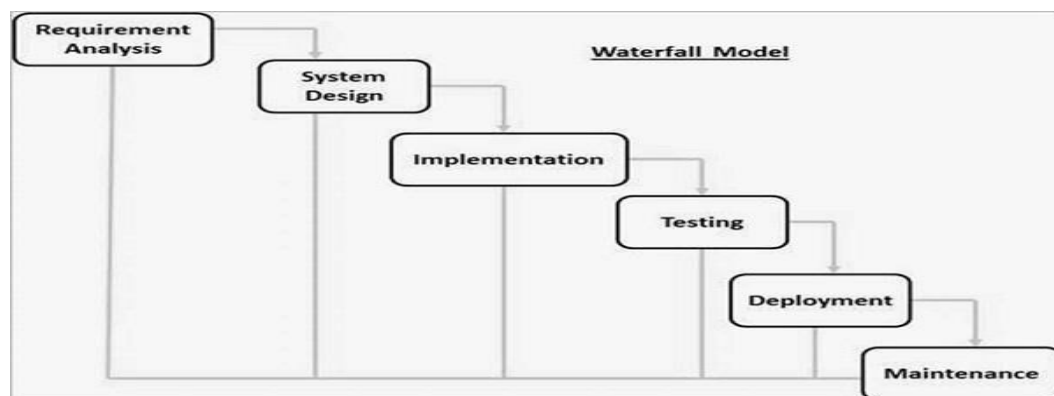 Requirement
Analysis
Waterfall Model
System
Design
Implementation
Testing
Deployment
Maintenance